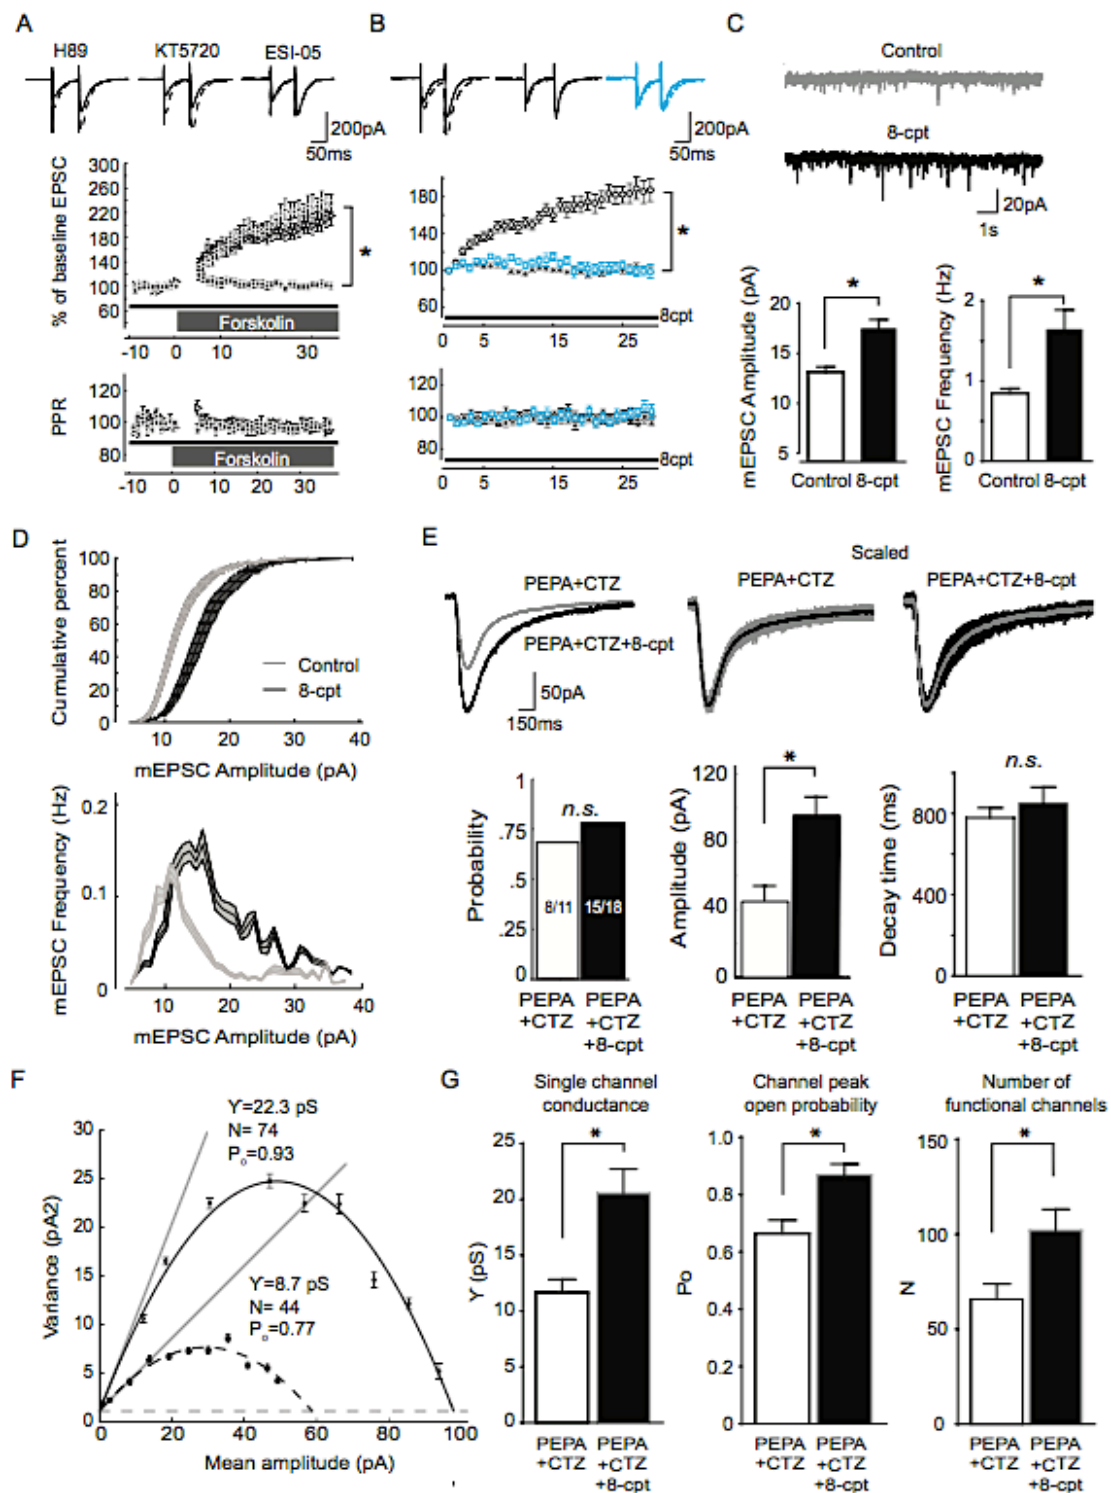 A
B
C
H89 KT5720 ESI-05
200pA
50ms
200pA
50ms
Control
8-cpt
20pA
1s
% of baseline EPSC
300
260
220
180
140
100
60
*
Forskolin
-10 0 10 20 30
180
140
100
60
*
8cpt
0 5 15 25
PPR
120
100
80
Forskolin
-10 0 10 20 30
120
100
80
8cpt
0 5 15 25
mEPSC Amplitude (pA)
20
15
10
5
*
Control 8-cpt
mEPSC Frequency (Hz)
2
1
0
*
Control 8-cpt
D
Cumulative percent
100
80
60
40
20
0
Control
8-cpt
10 20 30 40
mEPSC Amplitude (pA)
mEPSC Frequency (Hz)
0.2
0.1
0
10 20 30 40
mEPSC Amplitude (pA)
E
Scaled
PEPA+CTZ
PEPA+CTZ+8-cpt
50pA
150ms
PEPA+CTZ
PEPA+CTZ+8-cpt
Probability
1
.75
.5
.25
0
n.s.
8/11 15/18
PEPA +CTZ
PEPA +CTZ +8-cpt
Amplitude (pA)
120
80
40
0
*
PEPA +CTZ
PEPA +CTZ +8-cpt
Decay time (ms)
800
400
0
n.s.
PEPA +CTZ
PEPA +CTZ +8-cpt
F
Variance (pA2)
30
25
20
15
10
5
0
ϒ=22.3 pS
N= 74
Po=0.93
ϒ=8.7 pS
N= 44
Po=0.77
0 20 40 60 80 100
Mean amplitude (pA)
G
Single channel
conductance
ϒ (pS)
25
20
15
10
5
0
*
PEPA +CTZ
PEPA +CTZ +8-cpt
Channel peak
open probability
Po
1.0
0.8
0.6
0.4
0.2
0
*
PEPA +CTZ
PEPA +CTZ +8-cpt
Number of
functional channels
N
150
100
50
0
*
PEPA +CTZ
PEPA +CTZ +8-cpt